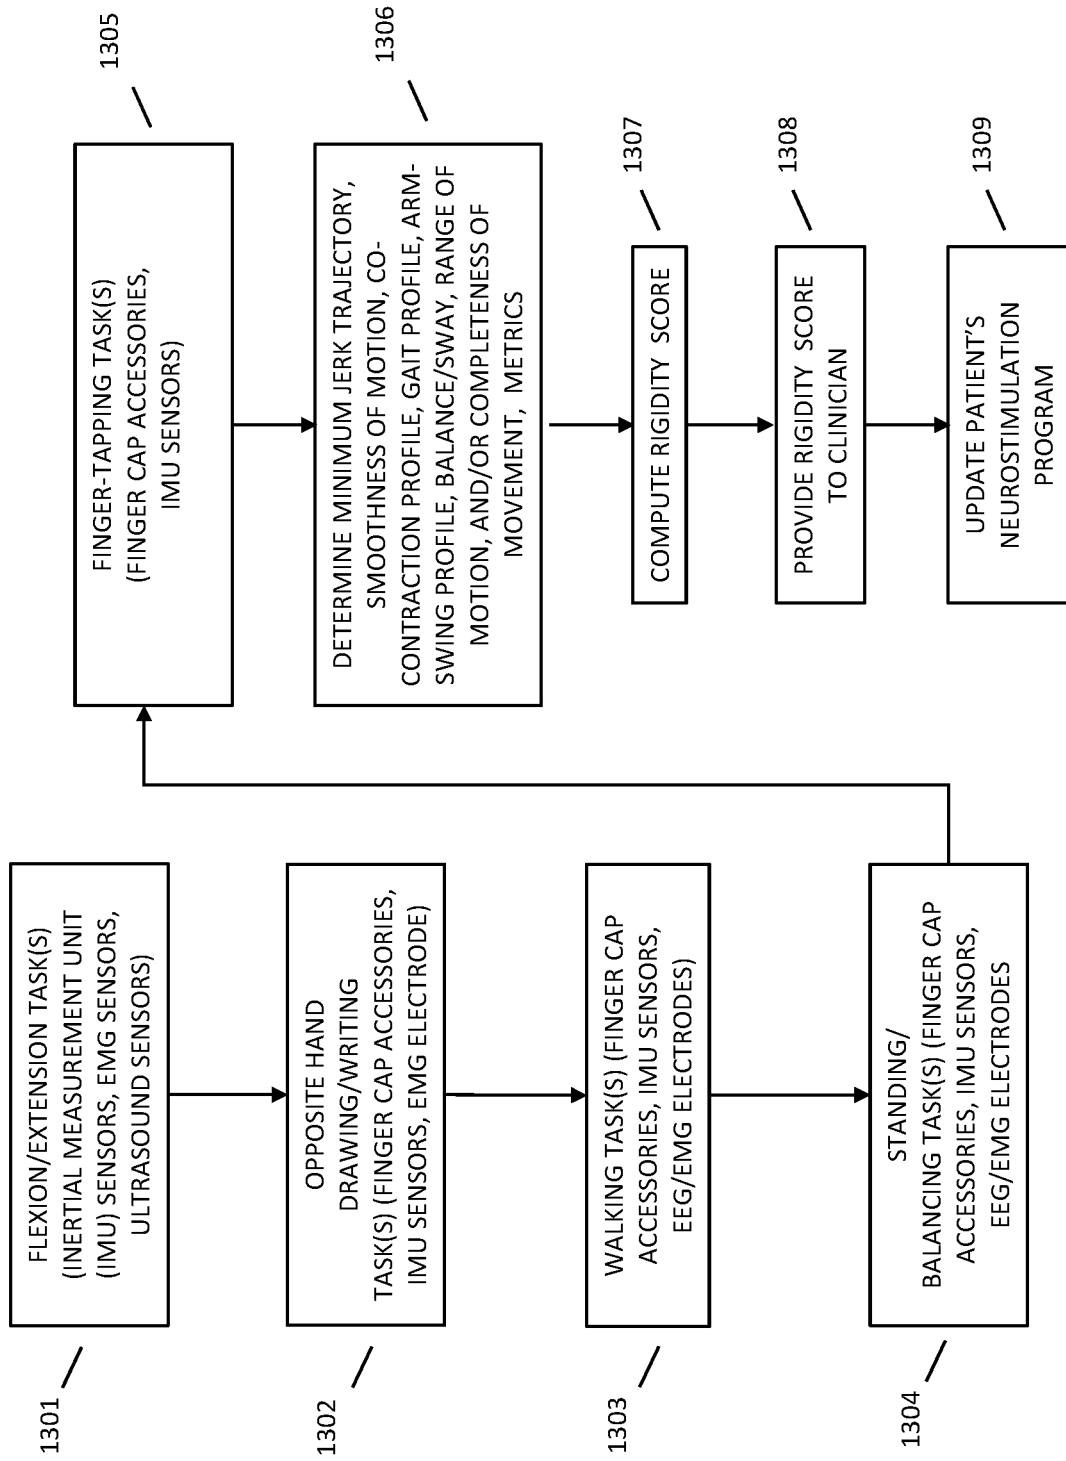 1301
FLEXION/EXTENSION TASK(S)
(INERTIAL MEASUREMENT UNIT
(IMU) SENSORS, EMG SENSORS,
ULTRASOUND SENSORS)
1302
OPPOSITE HAND
DRAWING/WRITING
TASK(S) (FINGER CAP ACCESSORIES,
IMU SENSORS, EMG ELECTRODE)
1303
WALKING TASK(S) (FINGER CAP
ACCESSORIES, IMU SENSORS,
EEG/EMG ELECTRODES)
1304
STANDING/
BALANCING TASK(S) (FINGER CAP
ACCESSORIES, IMU SENSORS,
EEG/EMG ELECTRODES
1305
FINGER-TAPPING TASK(S)
(FINGER CAP ACCESSORIES,
IMU SENSORS)
1306
DETERMINE MINIMUM JERK TRAJECTORY,
SMOOTHNESS OF MOTION, CO-
CONTRACTION PROFILE, GAIT PROFILE, ARM-
SWING PROFILE, BALANCE/SWAY, RANGE OF
MOTION, AND/OR COMPLETENESS OF
MOVEMENT, METRICS
1307
COMPUTE RIGIDITY SCORE
1308
PROVIDE RIGIDITY SCORE
TO CLINICIAN
1309
UPDATE PATIENT'S
NEUROSTIMULATION
PROGRAM